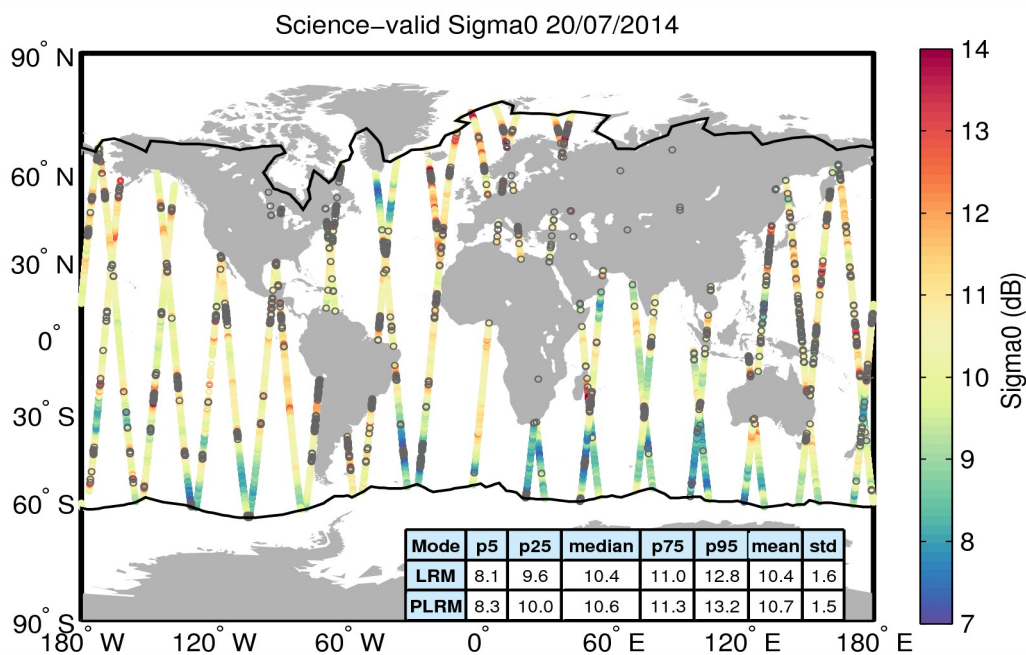 Science-valid Sigma0 20/07/2014
90° N
60° N
30° N
0°
30° S
60° S
90° S
180° W
120° W
60° W
0°
60° E
120° E
180° E
Mode p5 p25 median p75 p95 mean std
LRM 8.1 9.6 10.4 11.0 12.8 10.4 1.6
PLRM 8.3 10.0 10.6 11.3 13.2 10.7 1.5
14
13
12
11
10
9
8
7
Sigma0 (dB)